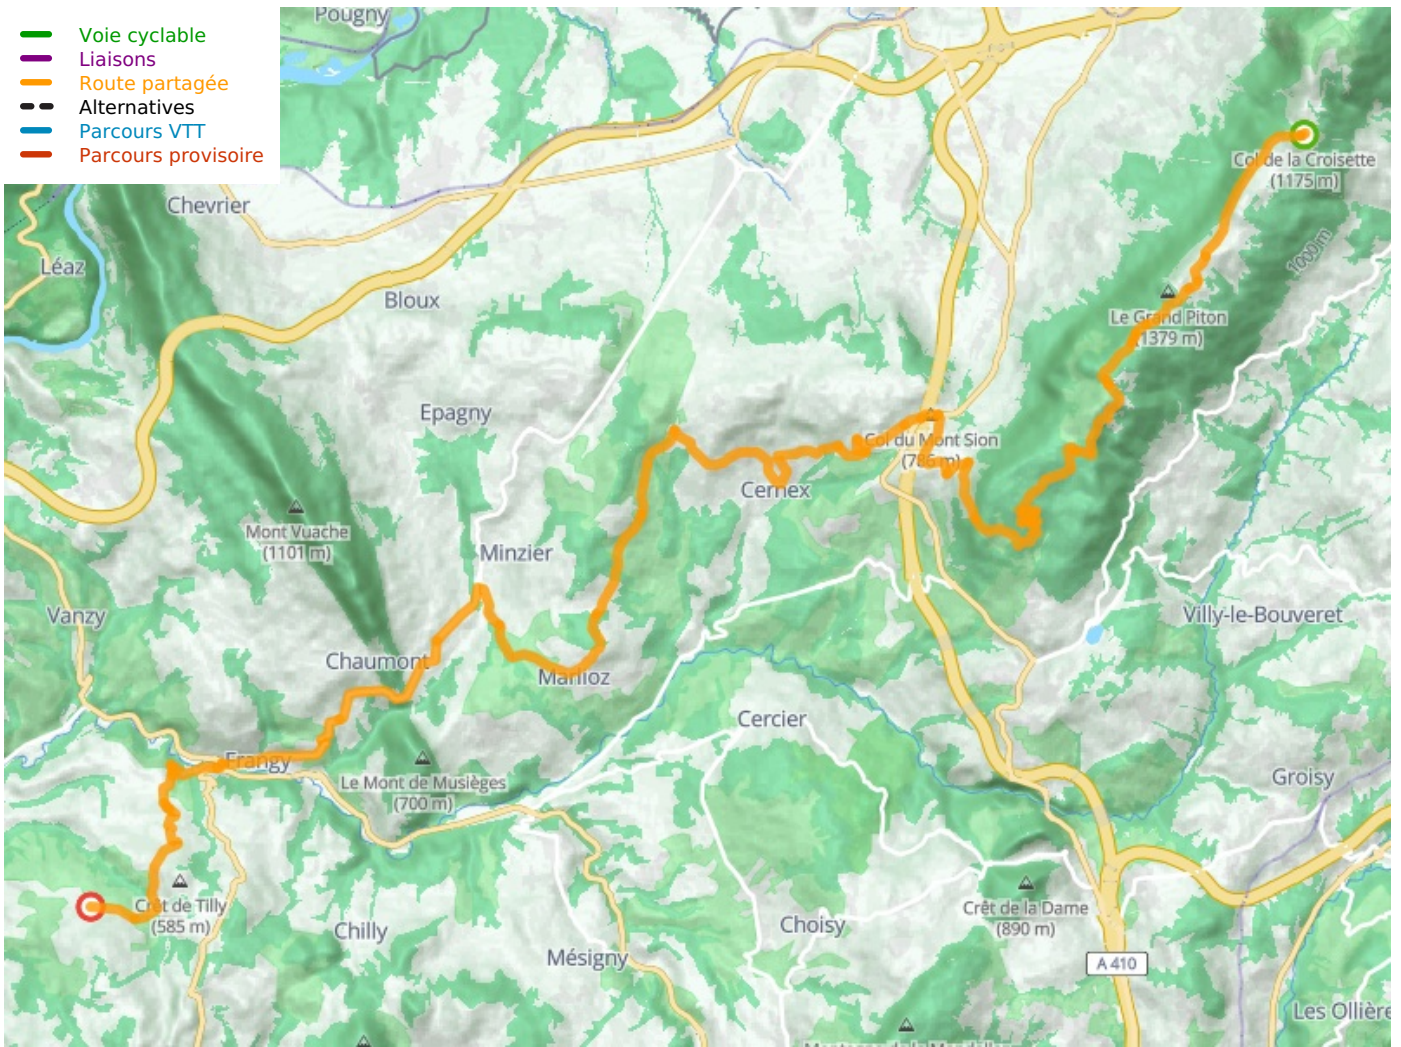 Voie cyclable
Liaisons
Route partagée
Alternatives
Parcours VTT
Parcours provisoire
Pougny
Col de la Croisette
(1175 m)
Chevrier
1000 m
Léaz
Bloux
Le Grand Piton
(1379 m)
Epagny
Col du Mont Sion
(786 m)
Cernex
Mont Vuache
(1101 m)
Minzier
Vanzy
Villy-le-Bouveret
Chaumont
Marlioz
Cercier
Frangy
Groisy
Le Mont de Musièges
(700 m)
Crêt de Tilly
(585 m)
Crêt de la Dame
(890 m)
Choisy
Chilly
Mésigny
A 410
Les Ollière